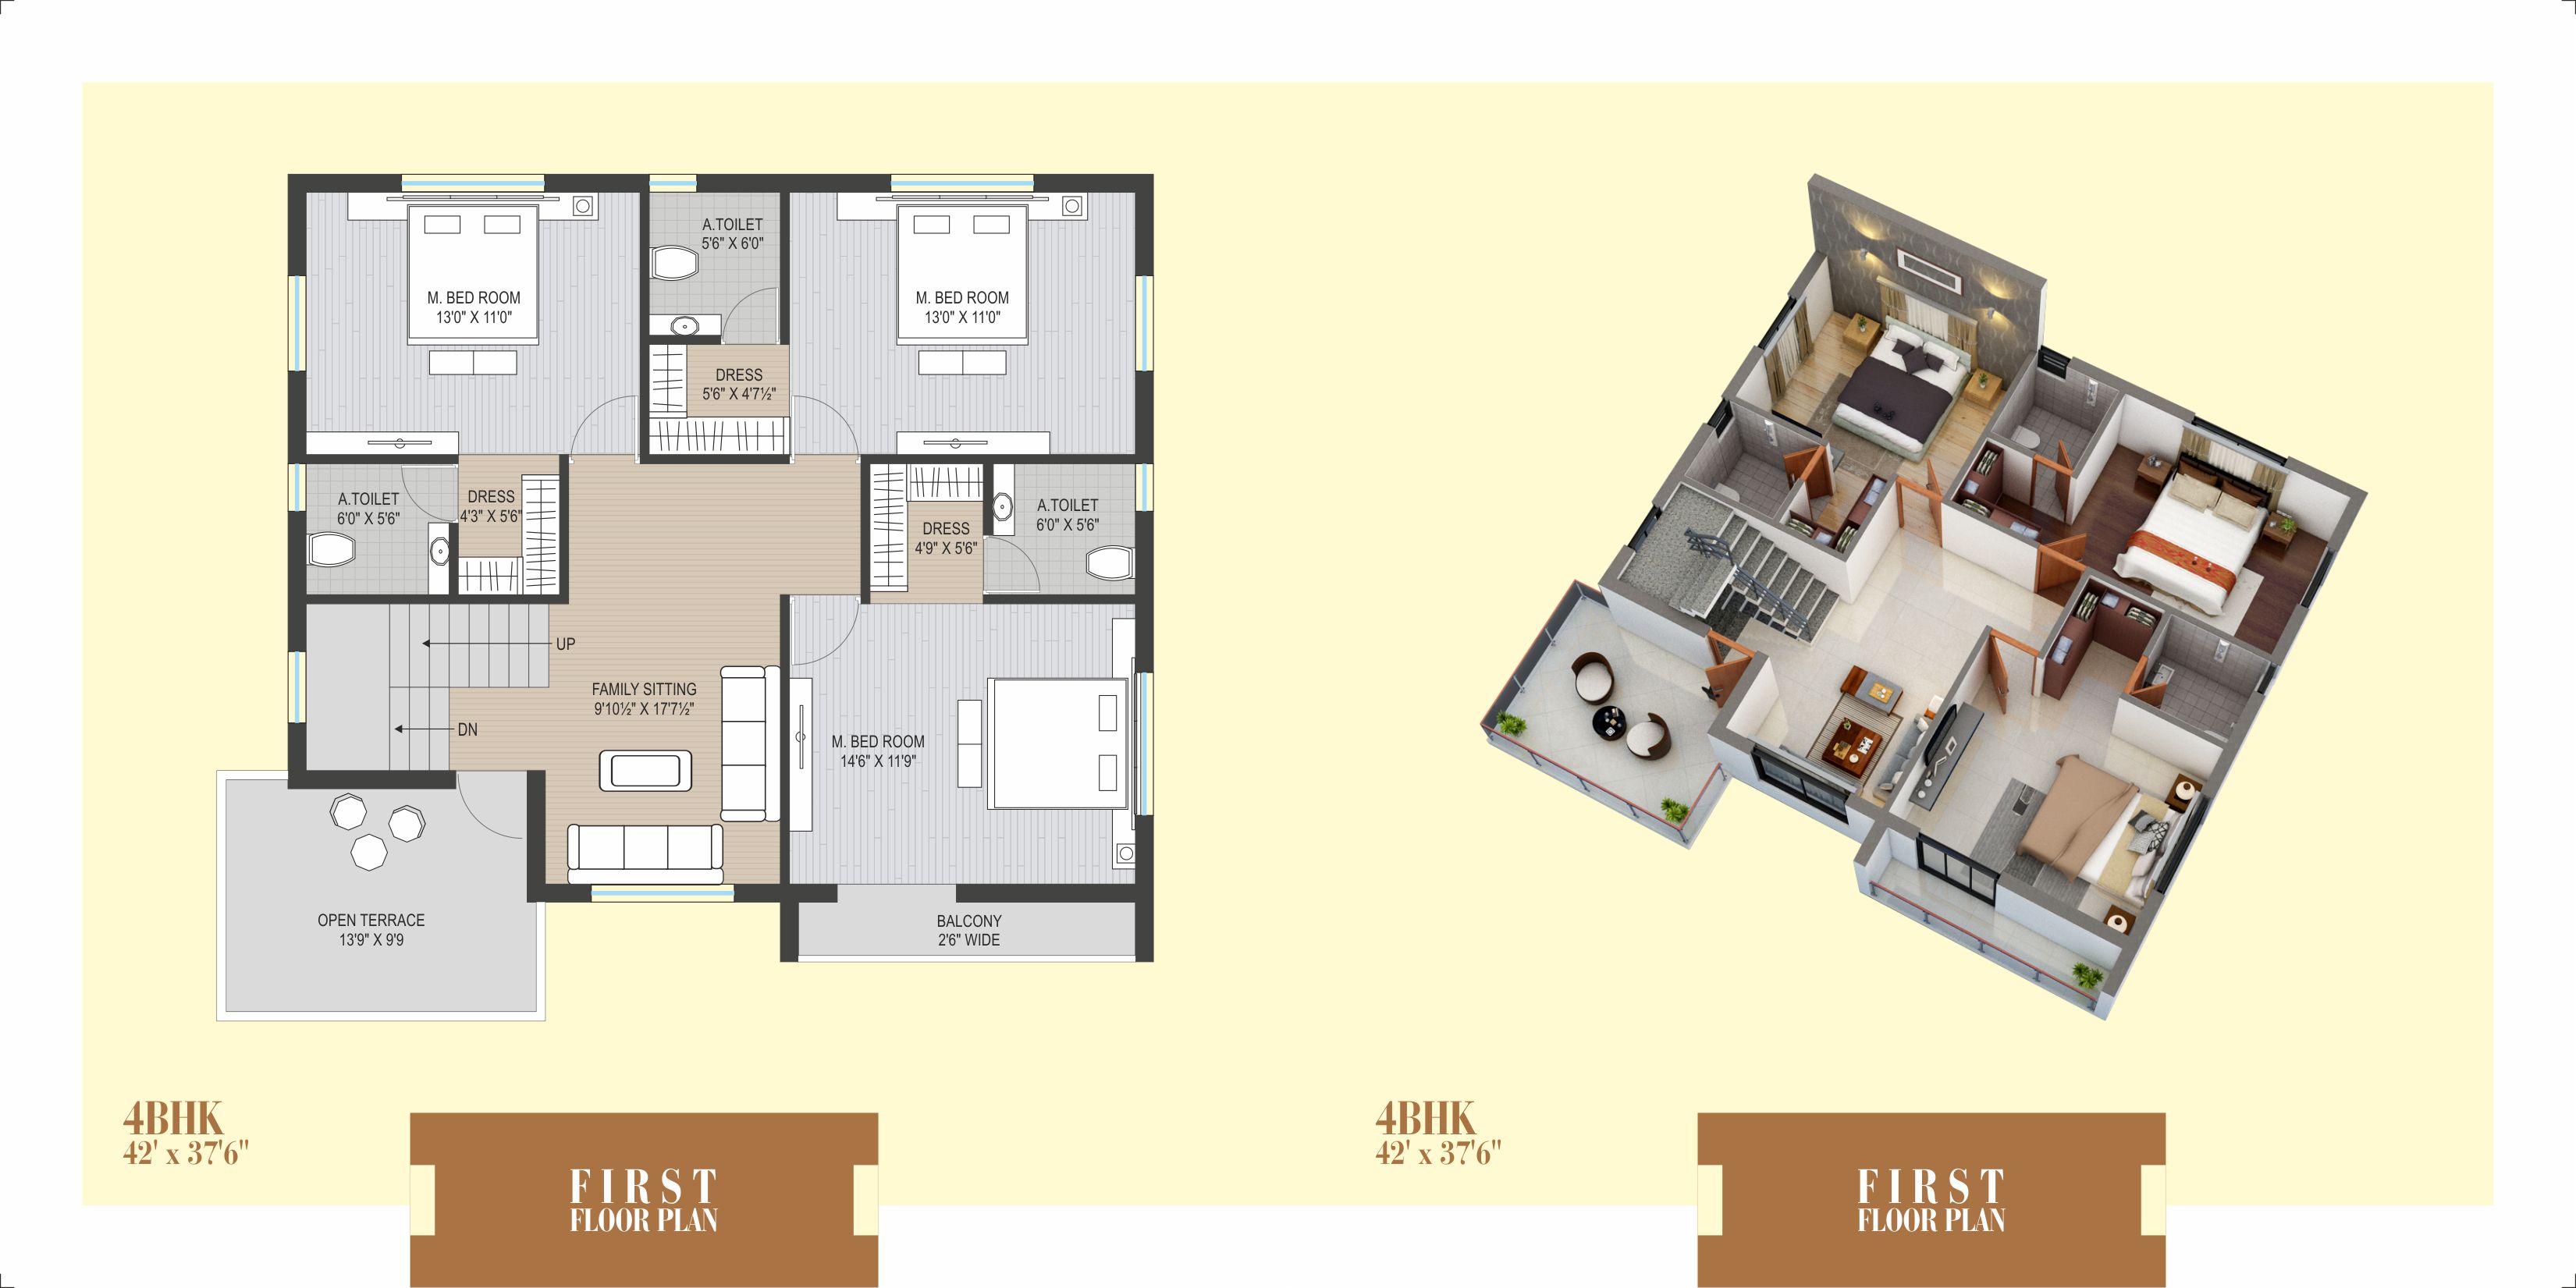 A.TOILET
5'6" X 6'0"
M. BED ROOM
13'0" X 11'0"
M. BED ROOM
13'0" X 11'0"
DRESS
5'6" X 4'7½"
A.TOILET
6'0" X 5'6"
DRESS
4'3" X 5'6"
DRESS
4'9" X 5'6"
A.TOILET
6'0" X 5'6"
UP
DN
FAMILY SITTING
9'10½" X 17'7½"
M. BED ROOM
14'6" X 11'9"
OPEN TERRACE
13'9" X 9'9
BALCONY
2'6" WIDE
4BHK
42' x 37'6"
FIRST
FLOOR PLAN
4BHK
42' x 37'6"
FIRST
FLOOR PLAN